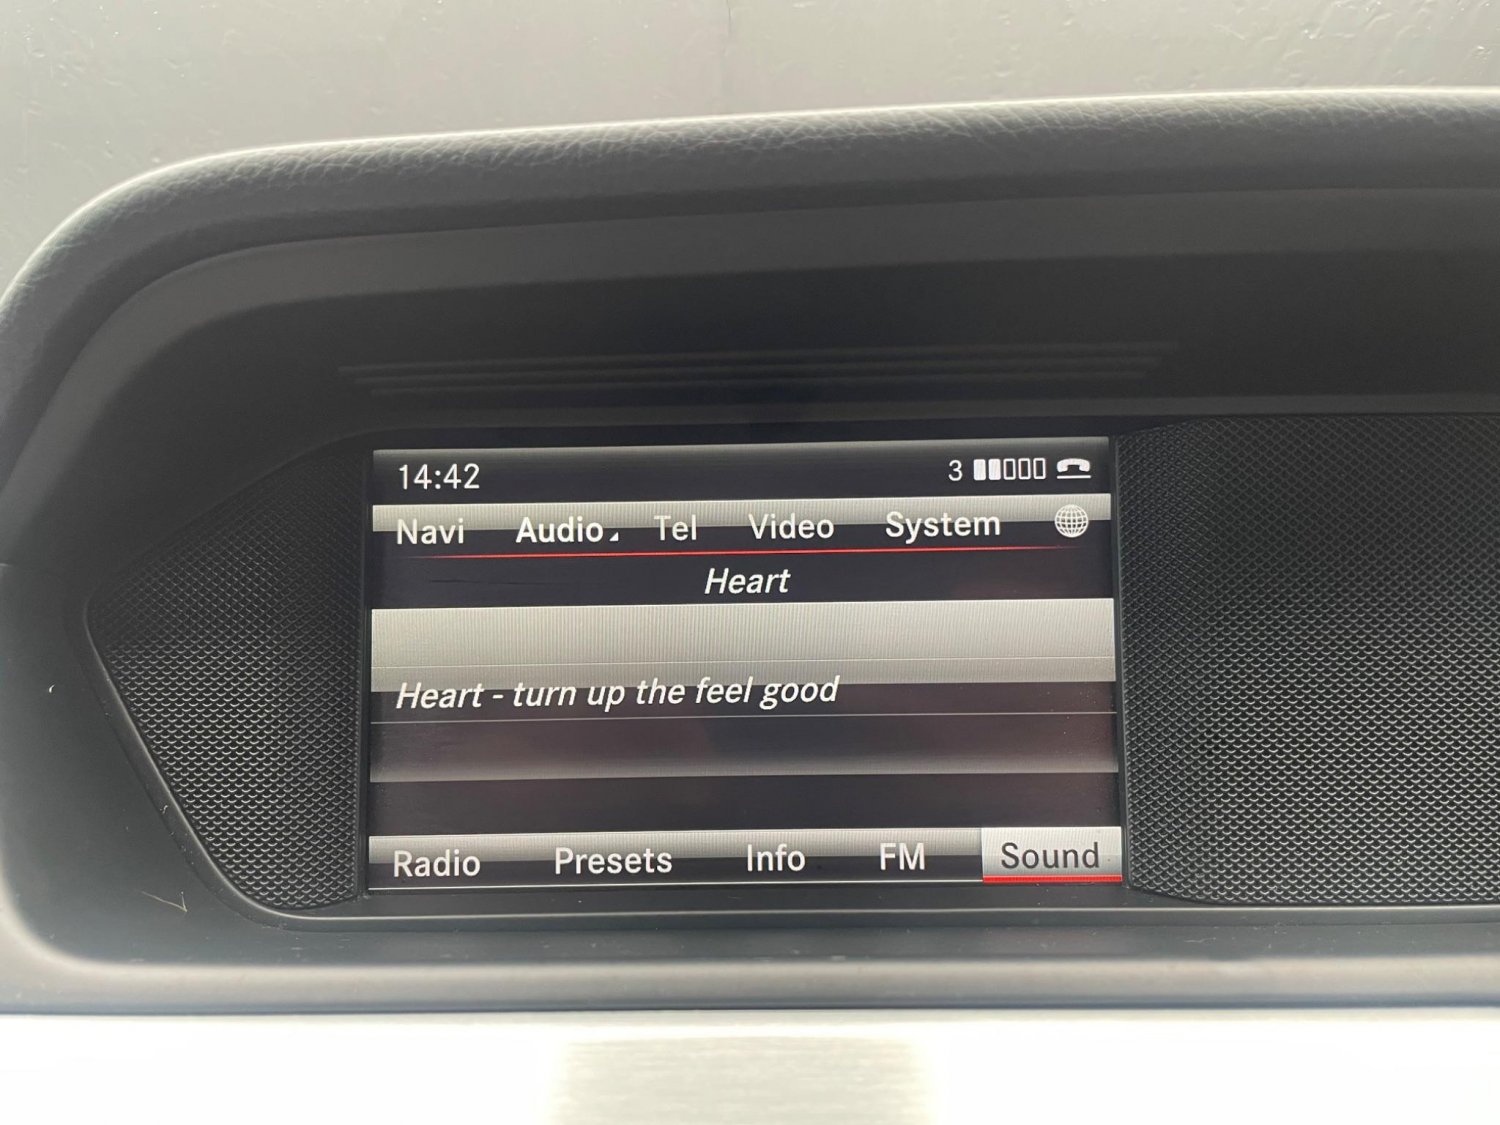 14:42 3
Navi Audio Tel Video System
Heart
Heart - turn up the feel good
Radio Presets Info FM Sound